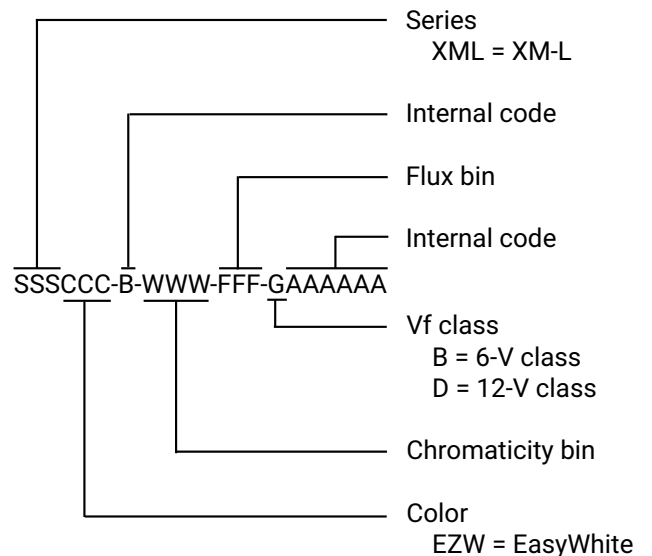 Series
XML = XM-L
Internal code
Flux bin
Internal code
SSSCCC-B-WWW-FFF-GAAAAAA
Vf class
B = 6-V class
D = 12-V class
Chromaticity bin
Color
EZW = EasyWhite